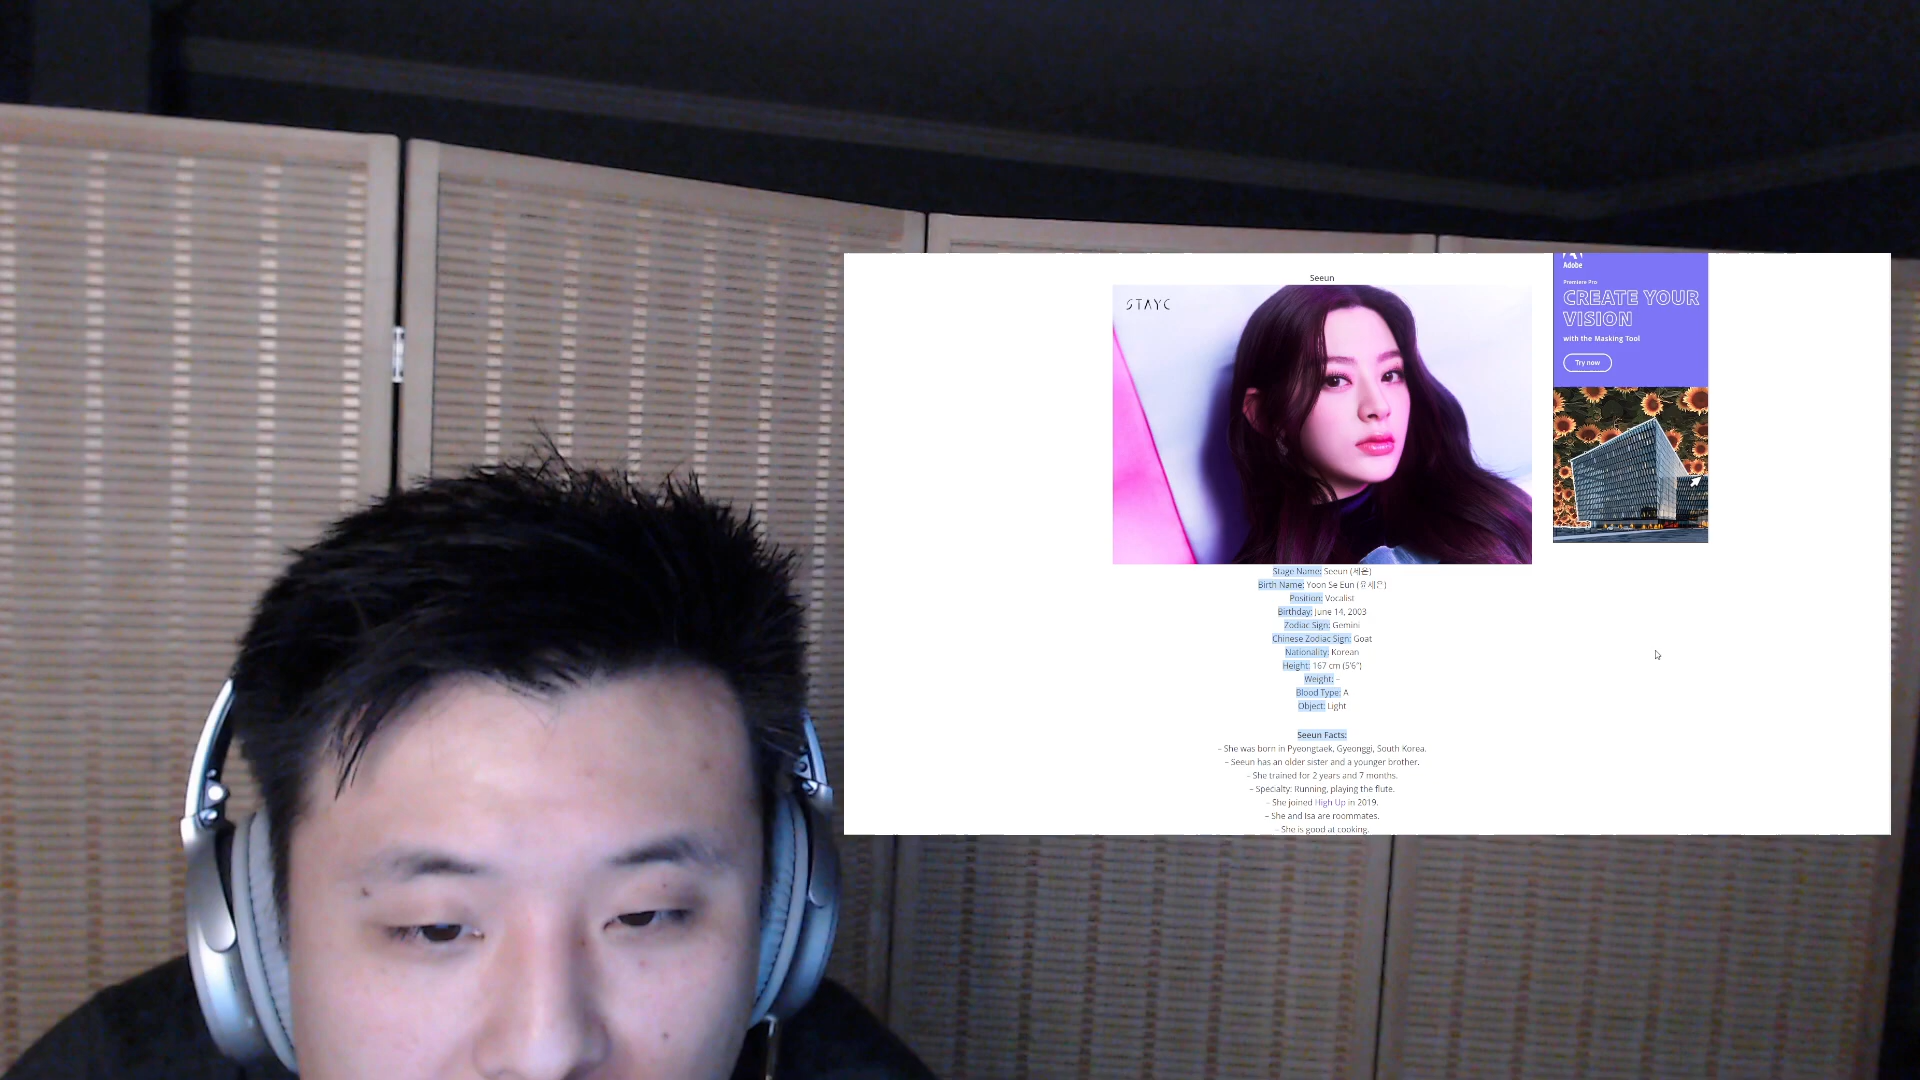 Seeun
STAYC
Stage Name: Seeun (세은)
Birth Name: Yoon Se Eun (윤세은)
Position: Vocalist
Birthday: June 14, 2003
Zodiac Sign: Gemini
Chinese Zodiac Sign: Goat
Nationality: Korean
Height: 167 cm (5'6")
Weight: –
Blood Type: A
Object: Light
Seeun Facts:
– She was born in Pyeongtaek, Gyeonggi, South Korea.
– Seeun has an older sister and a younger brother.
– She trained for 2 years and 7 months.
– Specialty: Running, playing the flute.
– She joined High Up in 2019.
– She and Isa are roommates.
– She is good at cooking.
Adobe
Premiere Pro
CREATE YOUR
VISION
with the Masking Tool
Try now